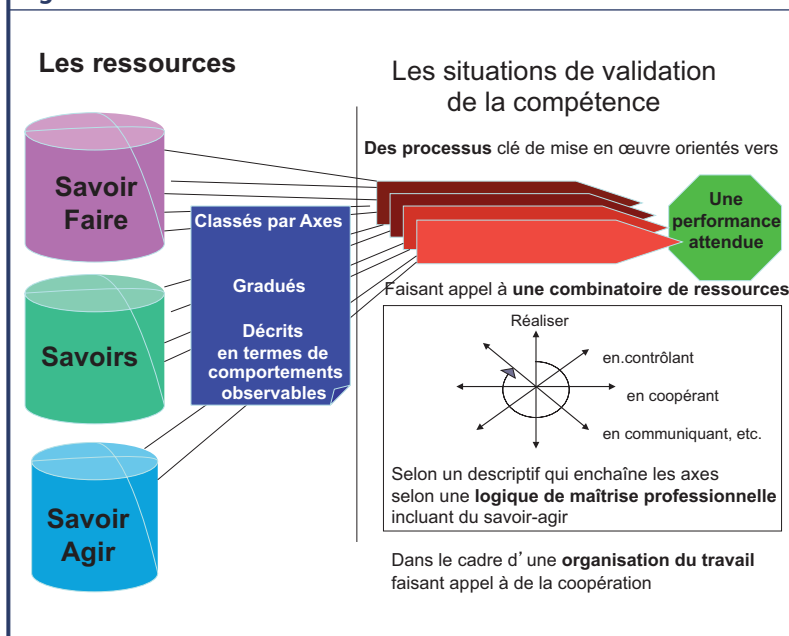 Les ressources
Savoir
Faire
Savoirs
Savoir
Agir
Classés par Axes
Gradués
Décrits
en termes de
comportements
observables
Les situations de validation
de la compétence
Des processus clé de mise en œuvre orientés vers
Une
performance
attendue
Faisant appel à une combinatoire de ressources
Réaliser
en.contrôlant
en coopérant
en communiquant, etc.
Selon un descriptif qui enchaîne les axes
selon une logique de maîtrise professionnelle
incluant du savoir-agir
Dans le cadre d’une organisation du travail
faisant appel à de la coopération